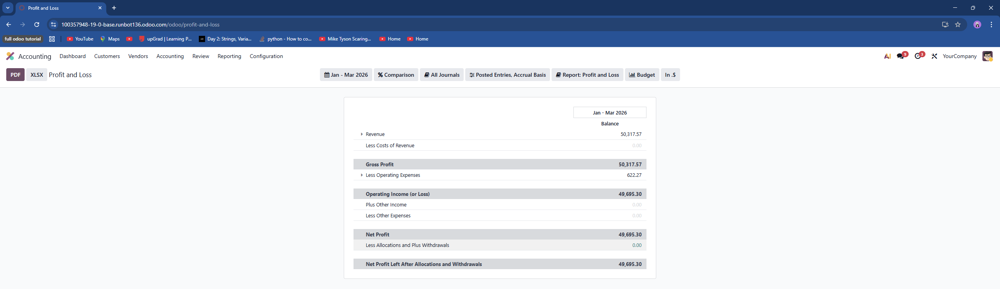 Profit and Loss
100357948-19-0-base.runbot136.odoo.com/odoo/profit-and-loss
full odoo tutorial YouTube Maps upGrad | Learning P... Day 2: Strings, Varia... python - How to co... Mike Tyson Scaring... Home Home
Accounting Dashboard Customers Vendors Accounting Review Reporting Configuration AI 9 3 YourCompany
PDF XLSX Profit and Loss Jan - Mar 2026 % Comparison All Journals Posted Entries, Accrual Basis Report: Profit and Loss Budget In .$
Jan - Mar 2026
Balance
Revenue 50,317.57
Less Costs of Revenue 0.00
Gross Profit 50,317.57
Less Operating Expenses 622.27
Operating Income (or Loss) 49,695.30
Plus Other Income 0.00
Less Other Expenses 0.00
Net Profit 49,695.30
Less Allocations and Plus Withdrawals 0.00
Net Profit Left After Allocations and Withdrawals 49,695.30